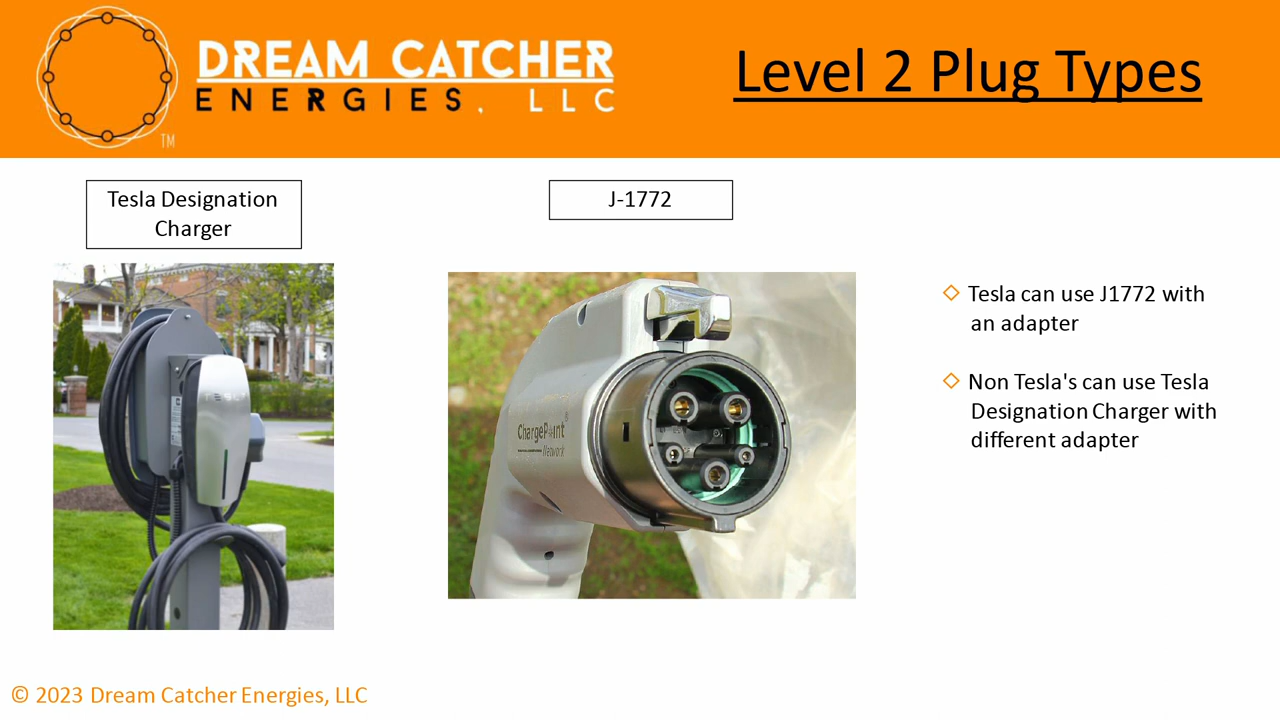 DREAM CATCHER
ENERGIES, LLC
TM
Level 2 Plug Types
Tesla Designation
Charger
J-1772
TESLA
ChargePoint
Network
◇ Tesla can use J1772 with
an adapter
◇ Non Tesla's can use Tesla
Designation Charger with
different adapter
© 2023 Dream Catcher Energies, LLC